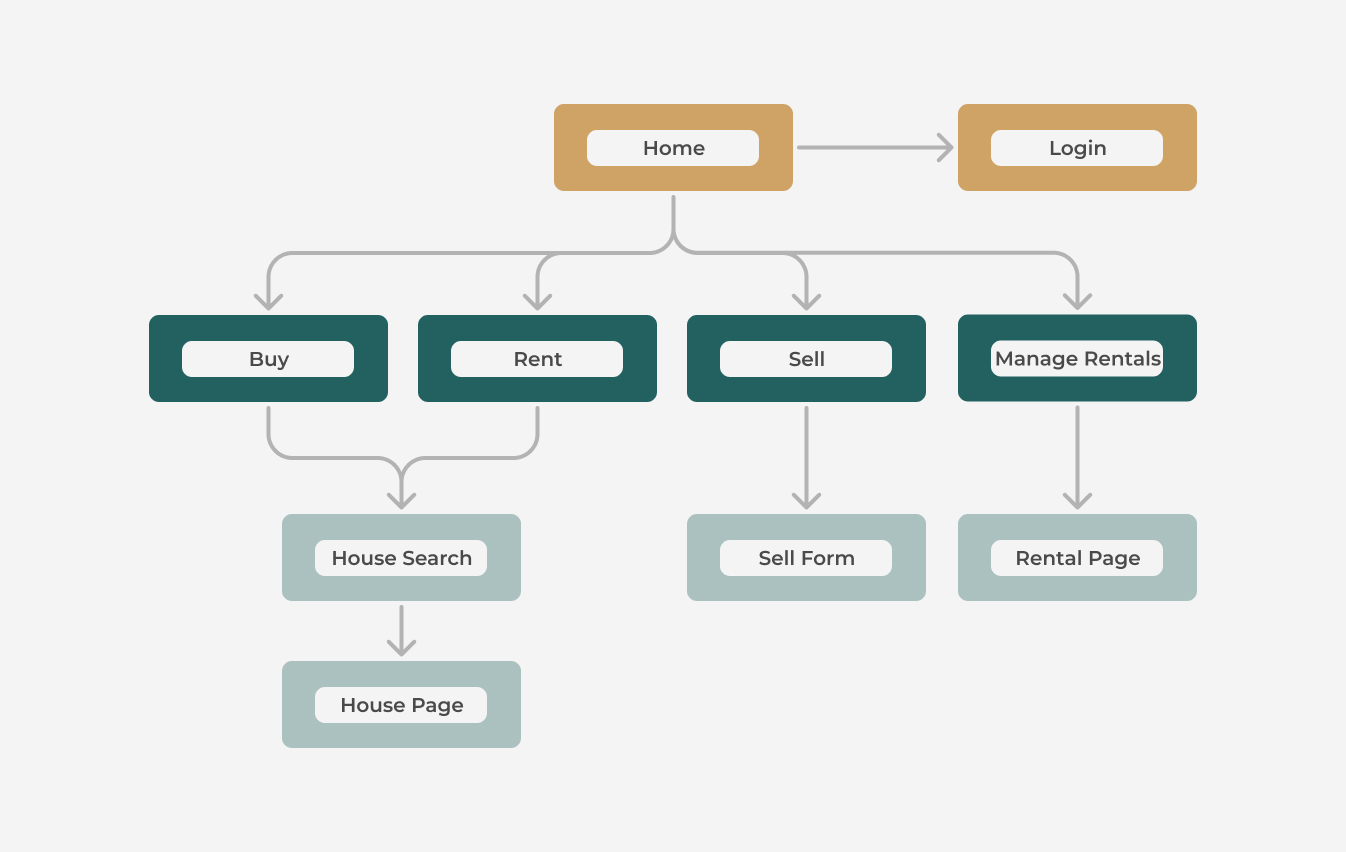 Home
Login
Buy
Rent
Sell
Manage Rentals
House Search
Sell Form
Rental Page
House Page